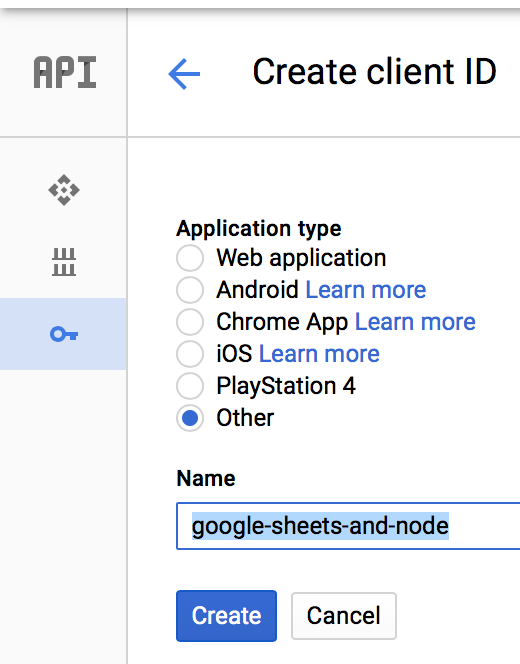 API
Create client ID
Application type
Web application
Android Learn more
Chrome App Learn more
iOS Learn more
PlayStation 4
Other
Name
google-sheets-and-node
Create Cancel